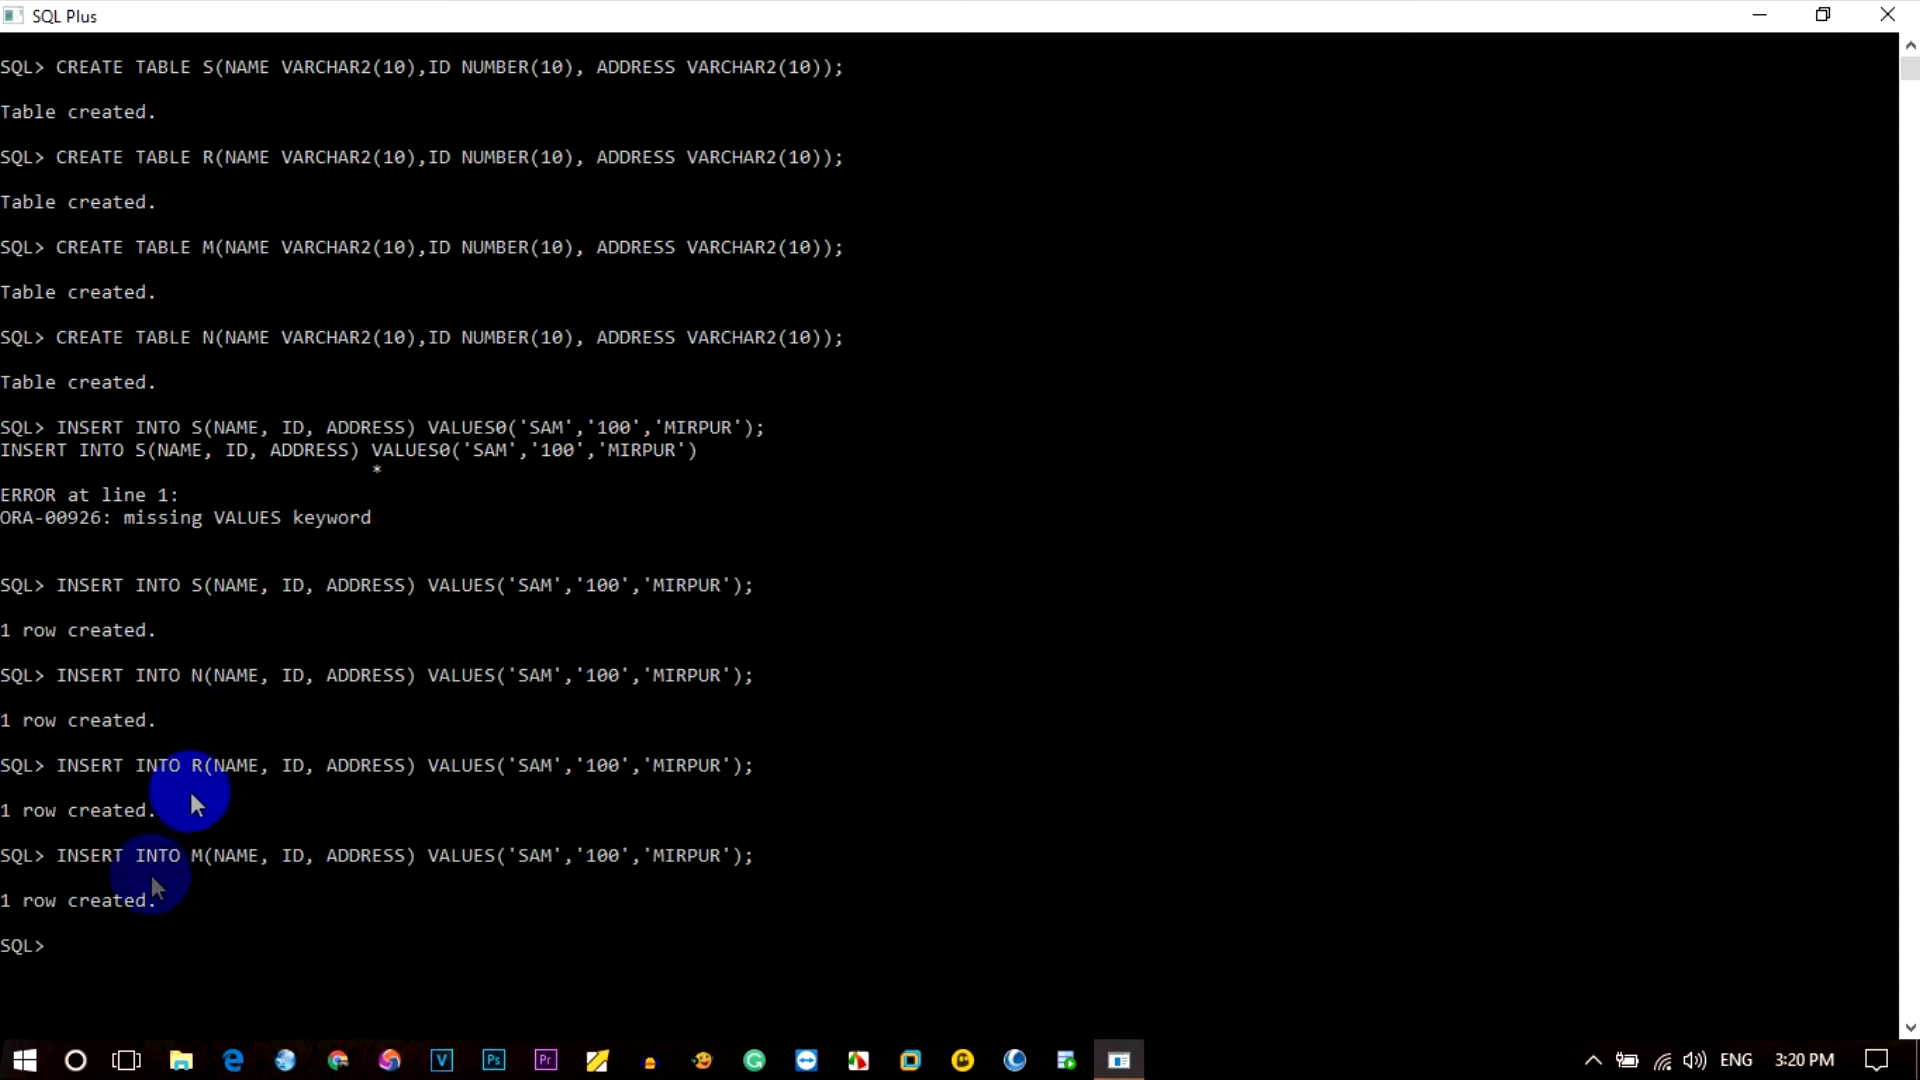 SQL Plus
SQL> CREATE TABLE S(NAME VARCHAR2(10),ID NUMBER(10), ADDRESS VARCHAR2(10));
Table created.
SQL> CREATE TABLE R(NAME VARCHAR2(10),ID NUMBER(10), ADDRESS VARCHAR2(10));
Table created.
SQL> CREATE TABLE M(NAME VARCHAR2(10),ID NUMBER(10), ADDRESS VARCHAR2(10));
Table created.
SQL> CREATE TABLE N(NAME VARCHAR2(10),ID NUMBER(10), ADDRESS VARCHAR2(10));
Table created.
SQL> INSERT INTO S(NAME, ID, ADDRESS) VALUES0('SAM','100','MIRPUR');
INSERT INTO S(NAME, ID, ADDRESS) VALUES0('SAM','100','MIRPUR')
*
ERROR at line 1:
ORA-00926: missing VALUES keyword
SQL> INSERT INTO S(NAME, ID, ADDRESS) VALUES('SAM','100','MIRPUR');
1 row created.
SQL> INSERT INTO N(NAME, ID, ADDRESS) VALUES('SAM','100','MIRPUR');
1 row created.
SQL> INSERT INTO R(NAME, ID, ADDRESS) VALUES('SAM','100','MIRPUR');
1 row created.
SQL> INSERT INTO M(NAME, ID, ADDRESS) VALUES('SAM','100','MIRPUR');
1 row created.
SQL>
V Ps Pr ENG 3:20 PM